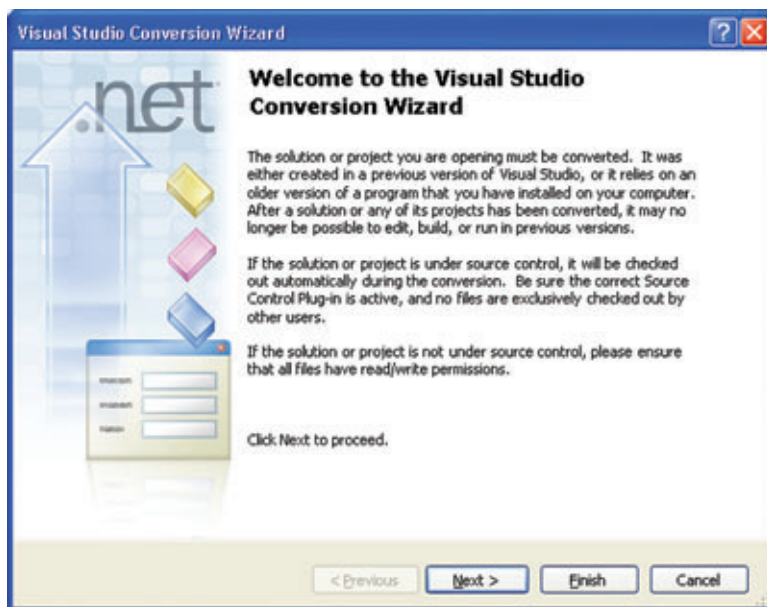 Visual Studio Conversion Wizard
.net
Welcome to the Visual Studio
Conversion Wizard
The solution or project you are opening must be converted. It was
either created in a previous version of Visual Studio, or it relies on an
older version of a program that you have installed on your computer.
After a solution or any of its projects has been converted, it may no
longer be possible to edit, build, or run in previous versions.
If the solution or project is under source control, it will be checked
out automatically during the conversion. Be sure the correct Source
Control Plug-in is active, and no files are exclusively checked out by
other users.
If the solution or project is not under source control, please ensure
that all files have read/write permissions.
Click Next to proceed.
< Previous
Next >
Finish
Cancel